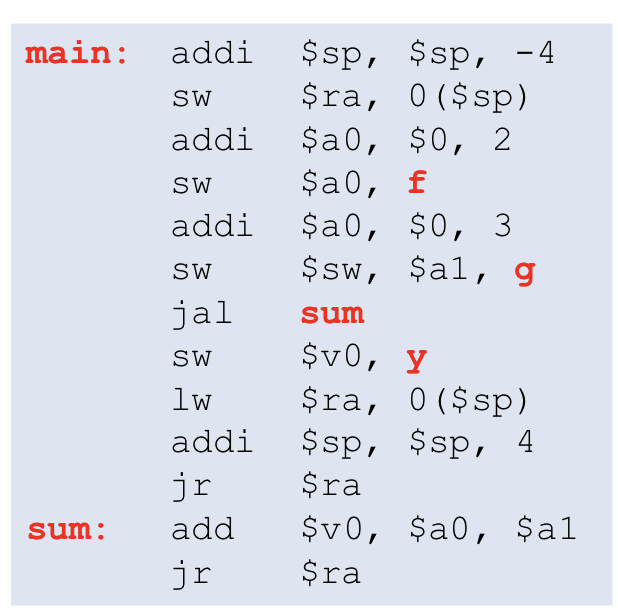 main: addi $sp, $sp, -4
sw $ra, 0($sp)
addi $a0, $0, 2
sw $a0, f
addi $a0, $0, 3
sw $sw, $a1, g
jal sum
sw $v0, y
lw $ra, 0($sp)
addi $sp, $sp, 4
jr $ra
sum: add $v0, $a0, $a1
jr $ra